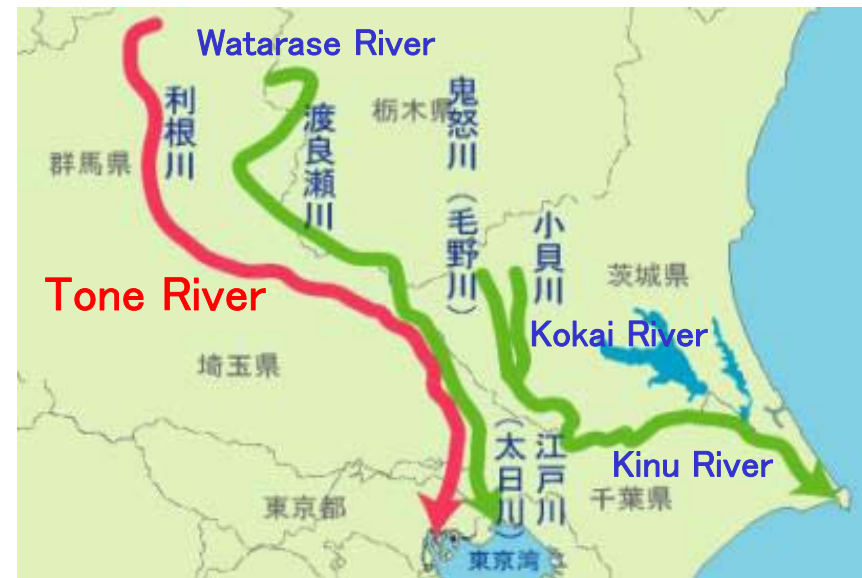 Watarase River
利根川
渡良瀬川
栃木県
鬼怒川（毛野川）
小貝川
群馬県
茨城県
Tone River
Kokai River
埼玉県
Kinu River
江戸川
（太日川）
千葉県
東京都
東京湾